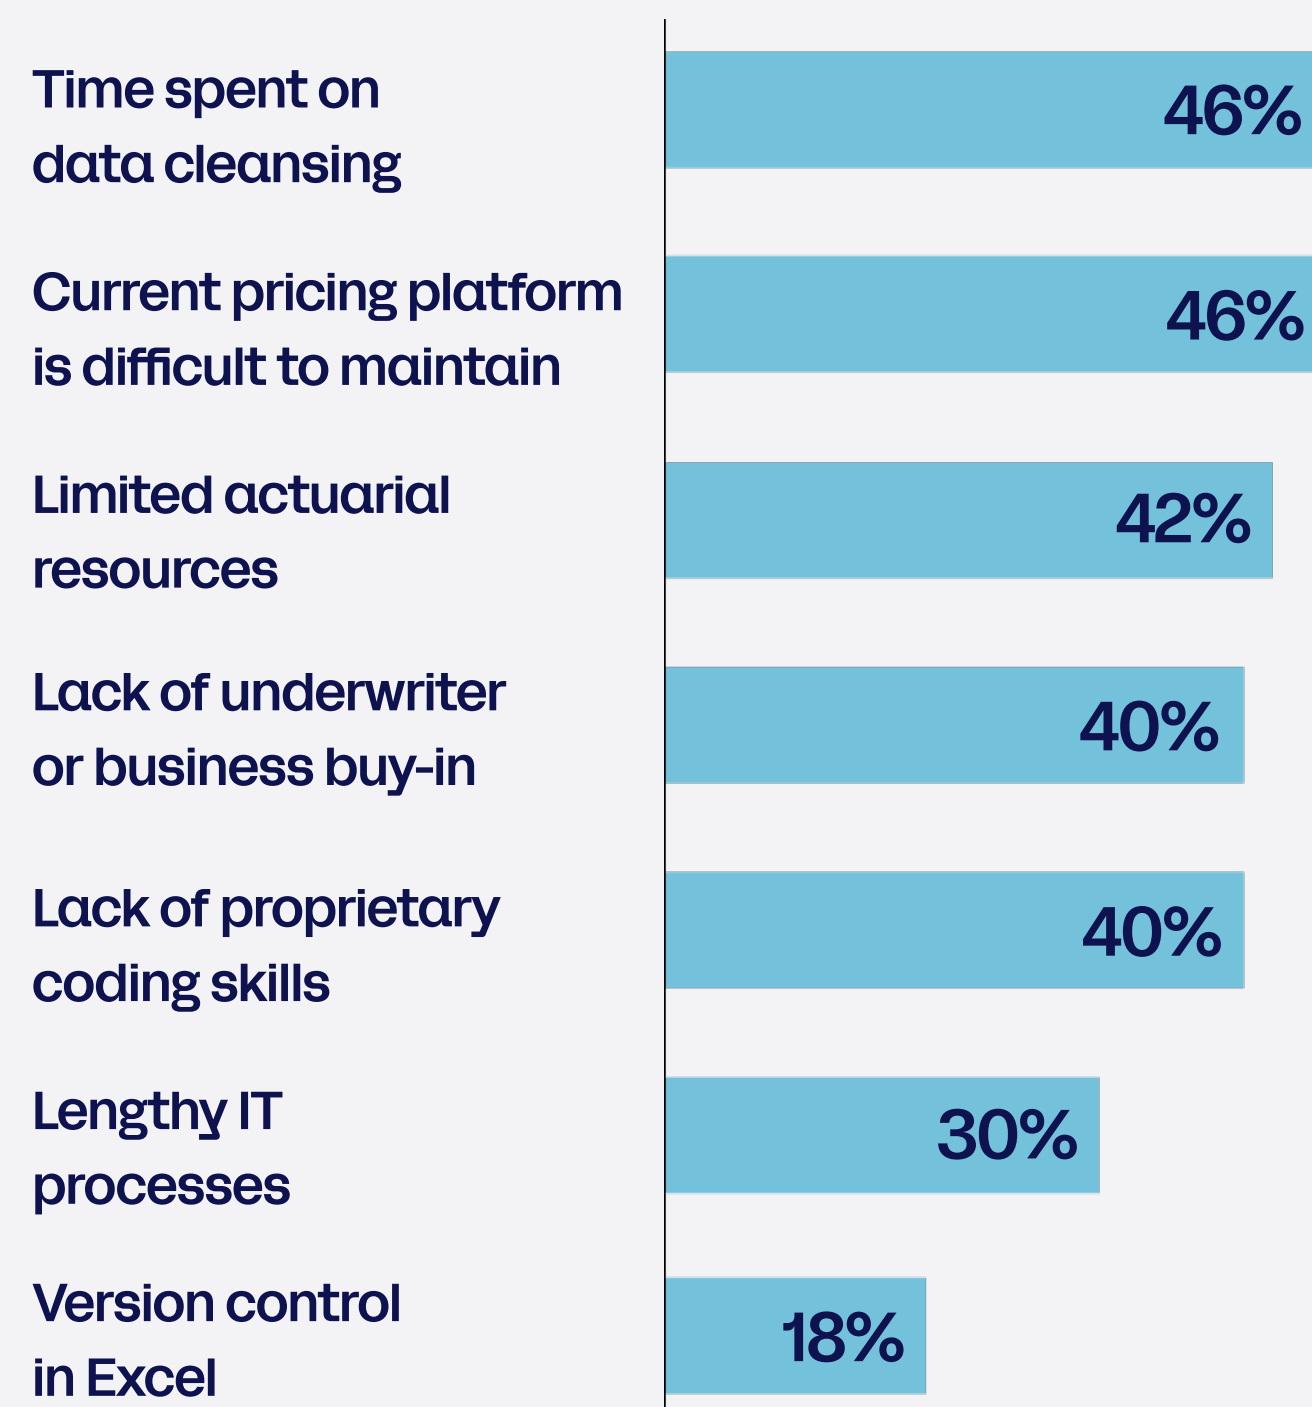 Time spent on
data cleansing
46%
Current pricing platform
is difficult to maintain
46%
Limited actuarial
resources
42%
Lack of underwriter
or business buy-in
40%
Lack of proprietary
coding skills
40%
Lengthy IT
processes
30%
Version control
in Excel
18%